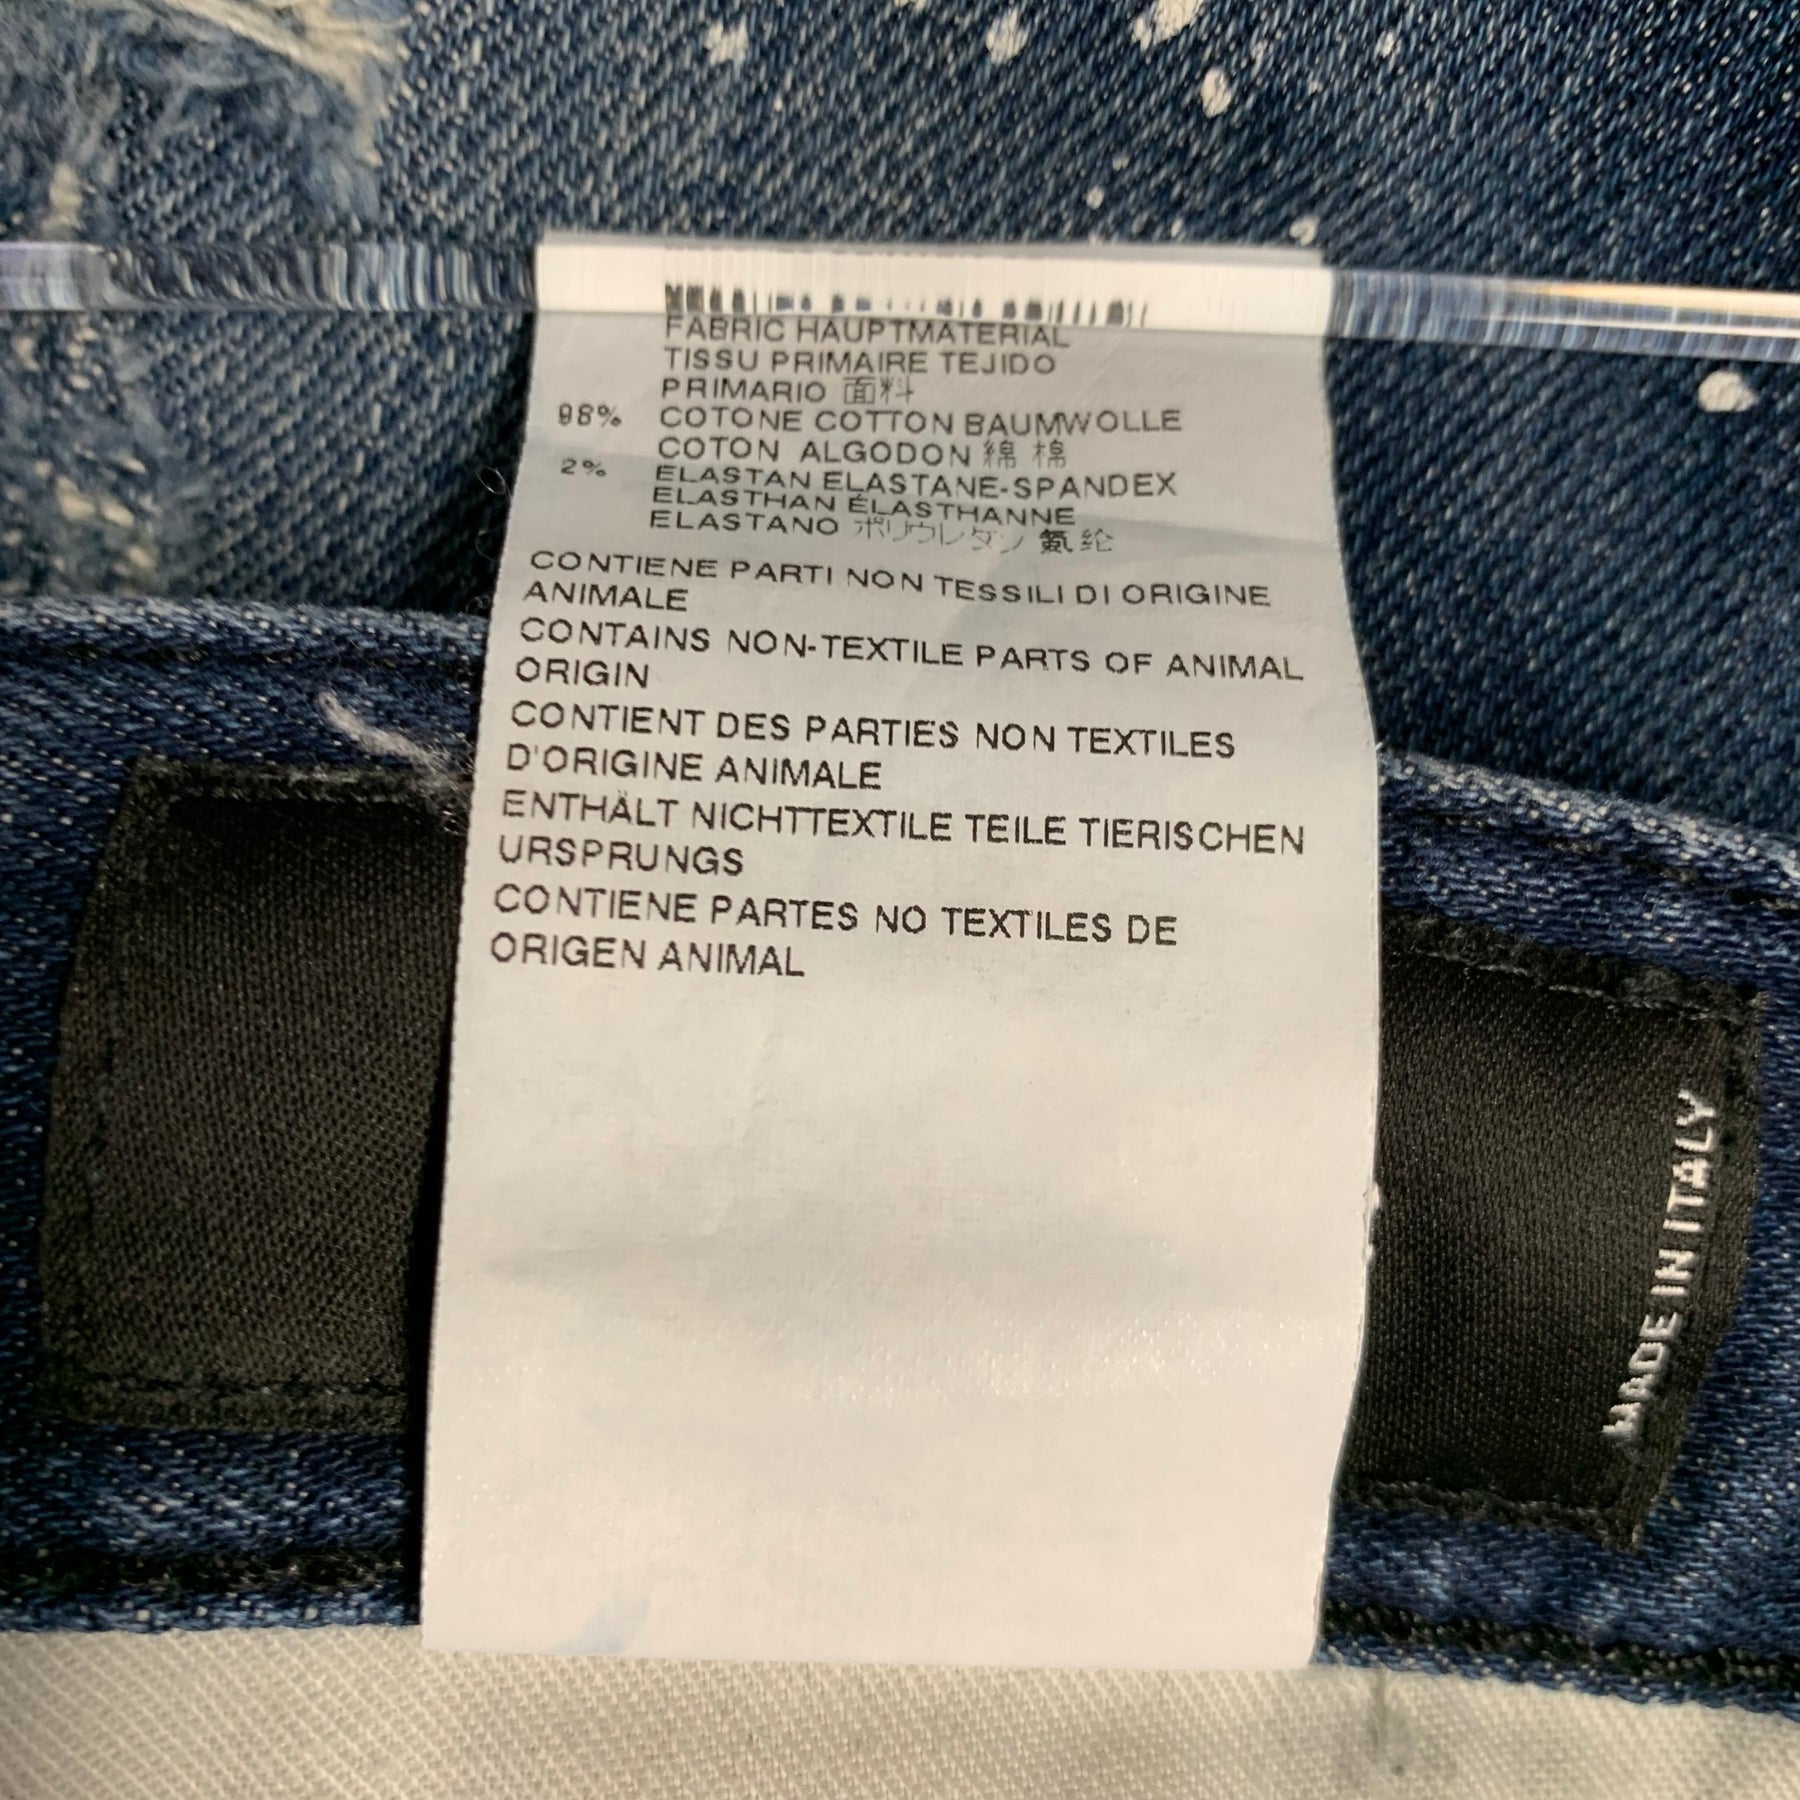 FABRIC HAUPTMATERIAL
TISSU PRIMAIRE TEJIDO
PRIMARIO 面料
98% COTONE COTTON BAUMWOLLE
COTON ALGODON 綿 棉
2% ELASTAN ELASTANE-SPANDEX
ELASTHAN ÉLASTHANNE
ELASTANO ポリウレタン 氨纶
CONTIENE PARTI NON TESSILI DI ORIGINE
ANIMALE
CONTAINS NON-TEXTILE PARTS OF ANIMAL
ORIGIN
CONTIENT DES PARTIES NON TEXTILES
D'ORIGINE ANIMALE
ENTHÄLT NICHTTEXTILE TEILE TIERISCHEN
URSPRUNGS
CONTIENE PARTES NO TEXTILES DE
ORIGEN ANIMAL
MADE IN ITALY